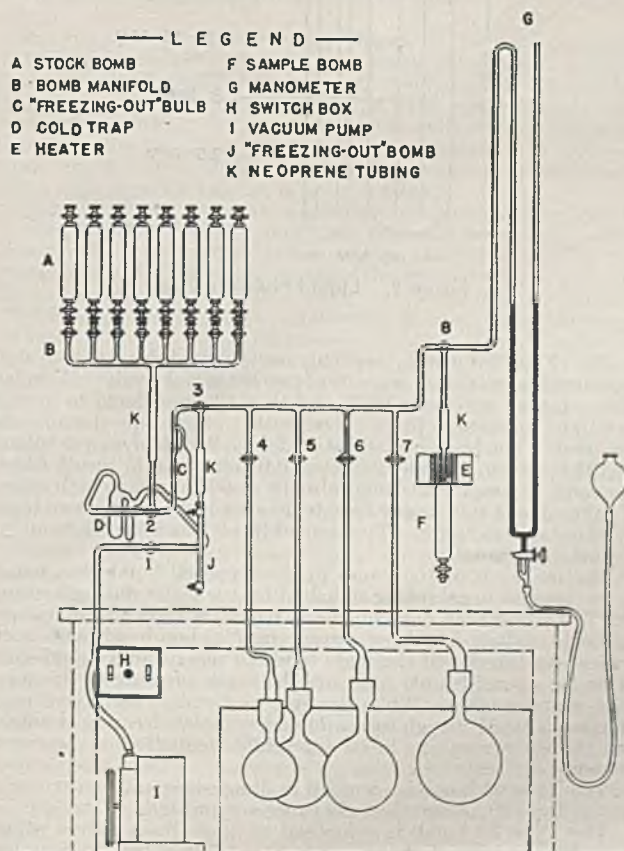 G
LEGEND
A STOCK BOMB
B BOMB MANIFOLD
C "FREEZING-OUT" BULB
D COLD TRAP
E HEATER
F SAMPLE BOMB
G MANOMETER
H SWITCH BOX
I VACUUM PUMP
J "FREEZING-OUT" BOMB
K NEOPRENE TUBING
A
B
B
3
K
K
4
5
6
7
C
K
E
D
2
F
1
J
H
I